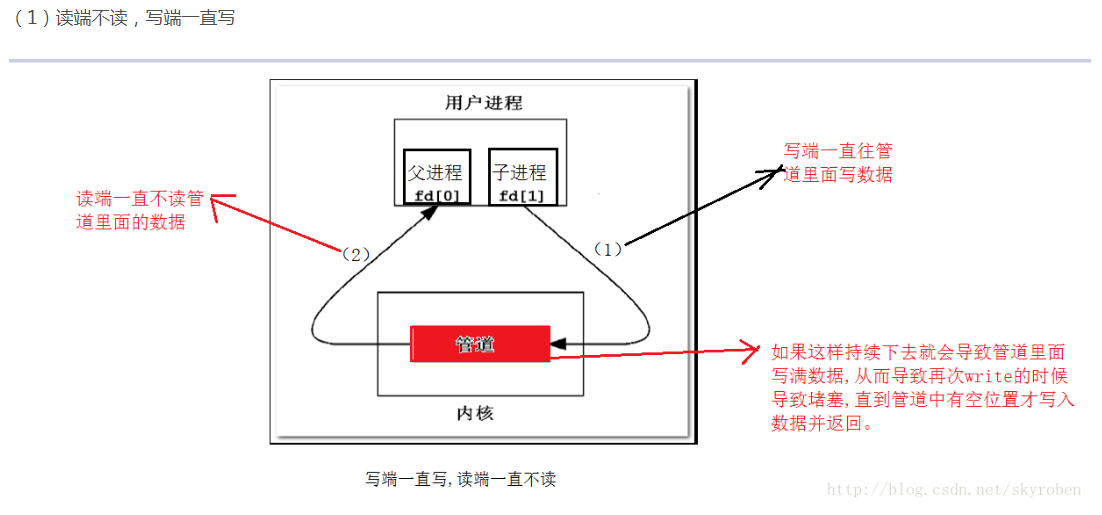 （1）读端不读，写端一直写
用户进程
父进程
fd[0]
子进程
fd[1]
写端一直往管
道里面写数据
读端一直不读管
道里面的数据
（2）
（1）
管道
如果这样持续下去就会导致管道里面
写满数据,从而导致再次write的时候
导致堵塞,直到管道中有空位置才写入
数据并返回。
内核
写端一直写,读端一直不读
http://blog.csdn.net/skyroben